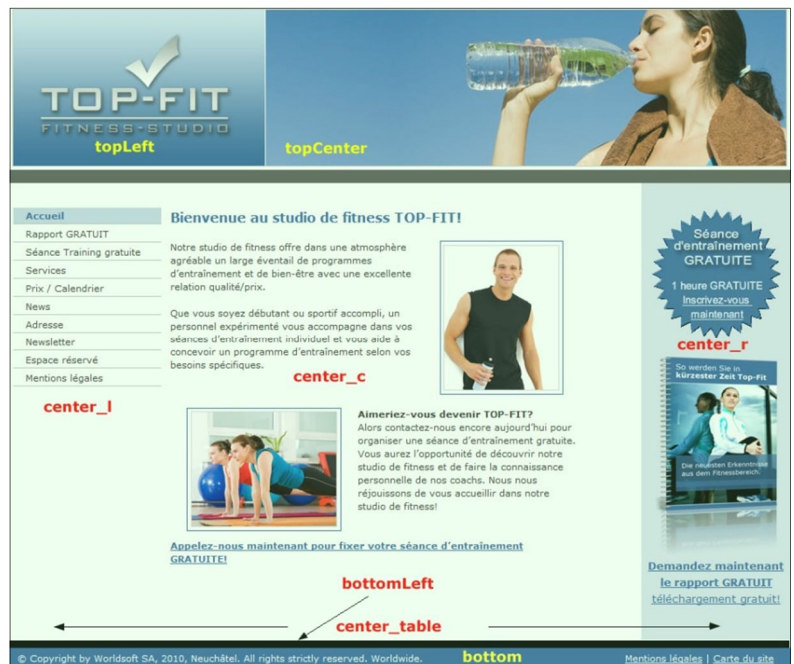 TOP-FIT
FITNESS-STUDIO
topLeft
topCenter
Accueil
Rapport GRATUIT
Séance Training gratuite
Services
Prix / Calendrier
News
Adresse
Newsletter
Espace réservé
Mentions légales
center_l
Bienvenue au studio de fitness TOP-FIT!
Notre studio de fitness offre dans une atmosphère
agréable un large éventail de programmes
d’entraînement et de bien-être avec une excellente
relation qualité/prix.
Que vous soyez débutant ou sportif accompli, un
personnel expérimenté vous accompagne dans vos
séances d’entraînement individuel et vous aide à
concevoir un programme d’entraînement selon vos
besoins spécifiques.
center_c
Aimeriez-vous devenir TOP-FIT?
Alors contactez-nous encore aujourd’hui pour
organiser une séance d’entraînement gratuite.
Vous aurez l’opportunité de découvrir notre
studio de fitness et de faire la connaissance
personnelle de nos coachs. Nous nous
réjouissons de vous accueillir dans notre
studio de fitness!
Appelez-nous maintenant pour fixer votre séance d’entraînement
GRATUITE!
Séance
d’entraînement
GRATUITE
1 heure GRATUITE
Inscrivez-vous
maintenant
center_r
So werden Sie in
kürzester Zeit Top-Fit
Die neuesten Erkenntnisse
aus dem Fitnessbereich.
Demandez maintenant
le rapport GRATUIT
téléchargement gratuit!
bottomLeft
center_table
© Copyright by Worldsoft SA, 2010, Neuchâtel. All rights strictly reserved. Worldwide.
bottom
Mentions légales | Carte du site